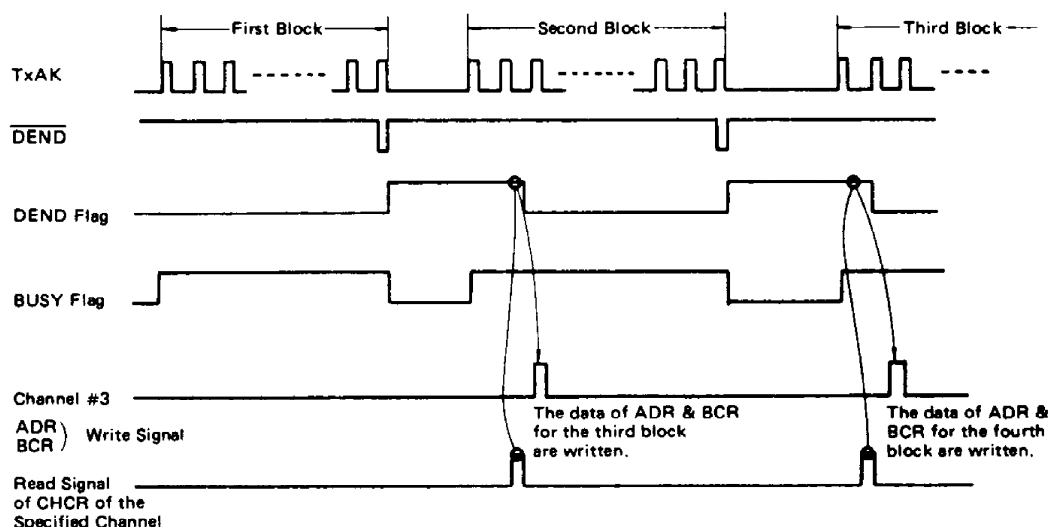 First Block
Second Block
Third Block
TxAK
DEND
DEND Flag
BUSY Flag
Channel #3
ADR
BCR ) Write Signal
The data of ADR & BCR
for the third block
are written.
The data of ADR &
BCR for the fourth
block are written.
Read Signal
of CHCR of the
Specified Channel